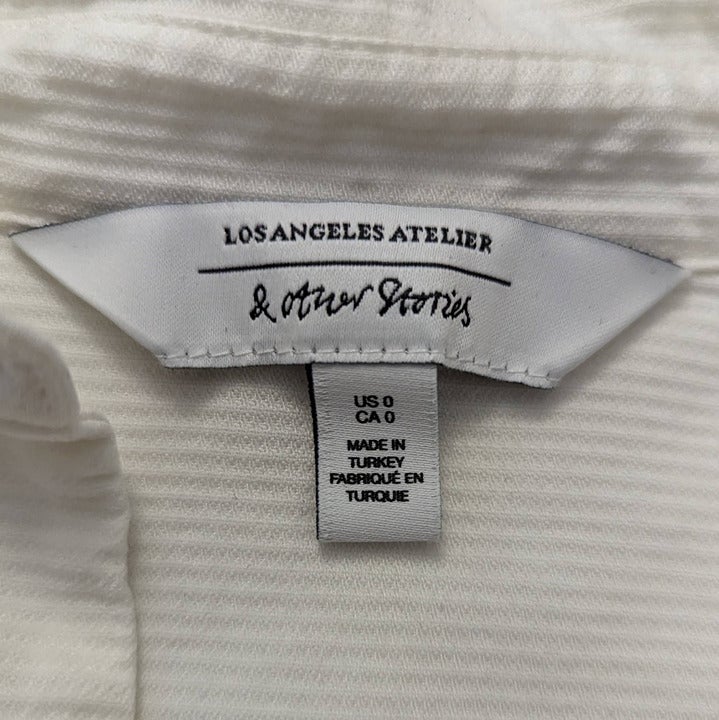 LOS ANGELES ATELIER
& other Stories
US 0
CA 0
MADE IN
TURKEY
FABRIQUÉ EN
TURQUIE